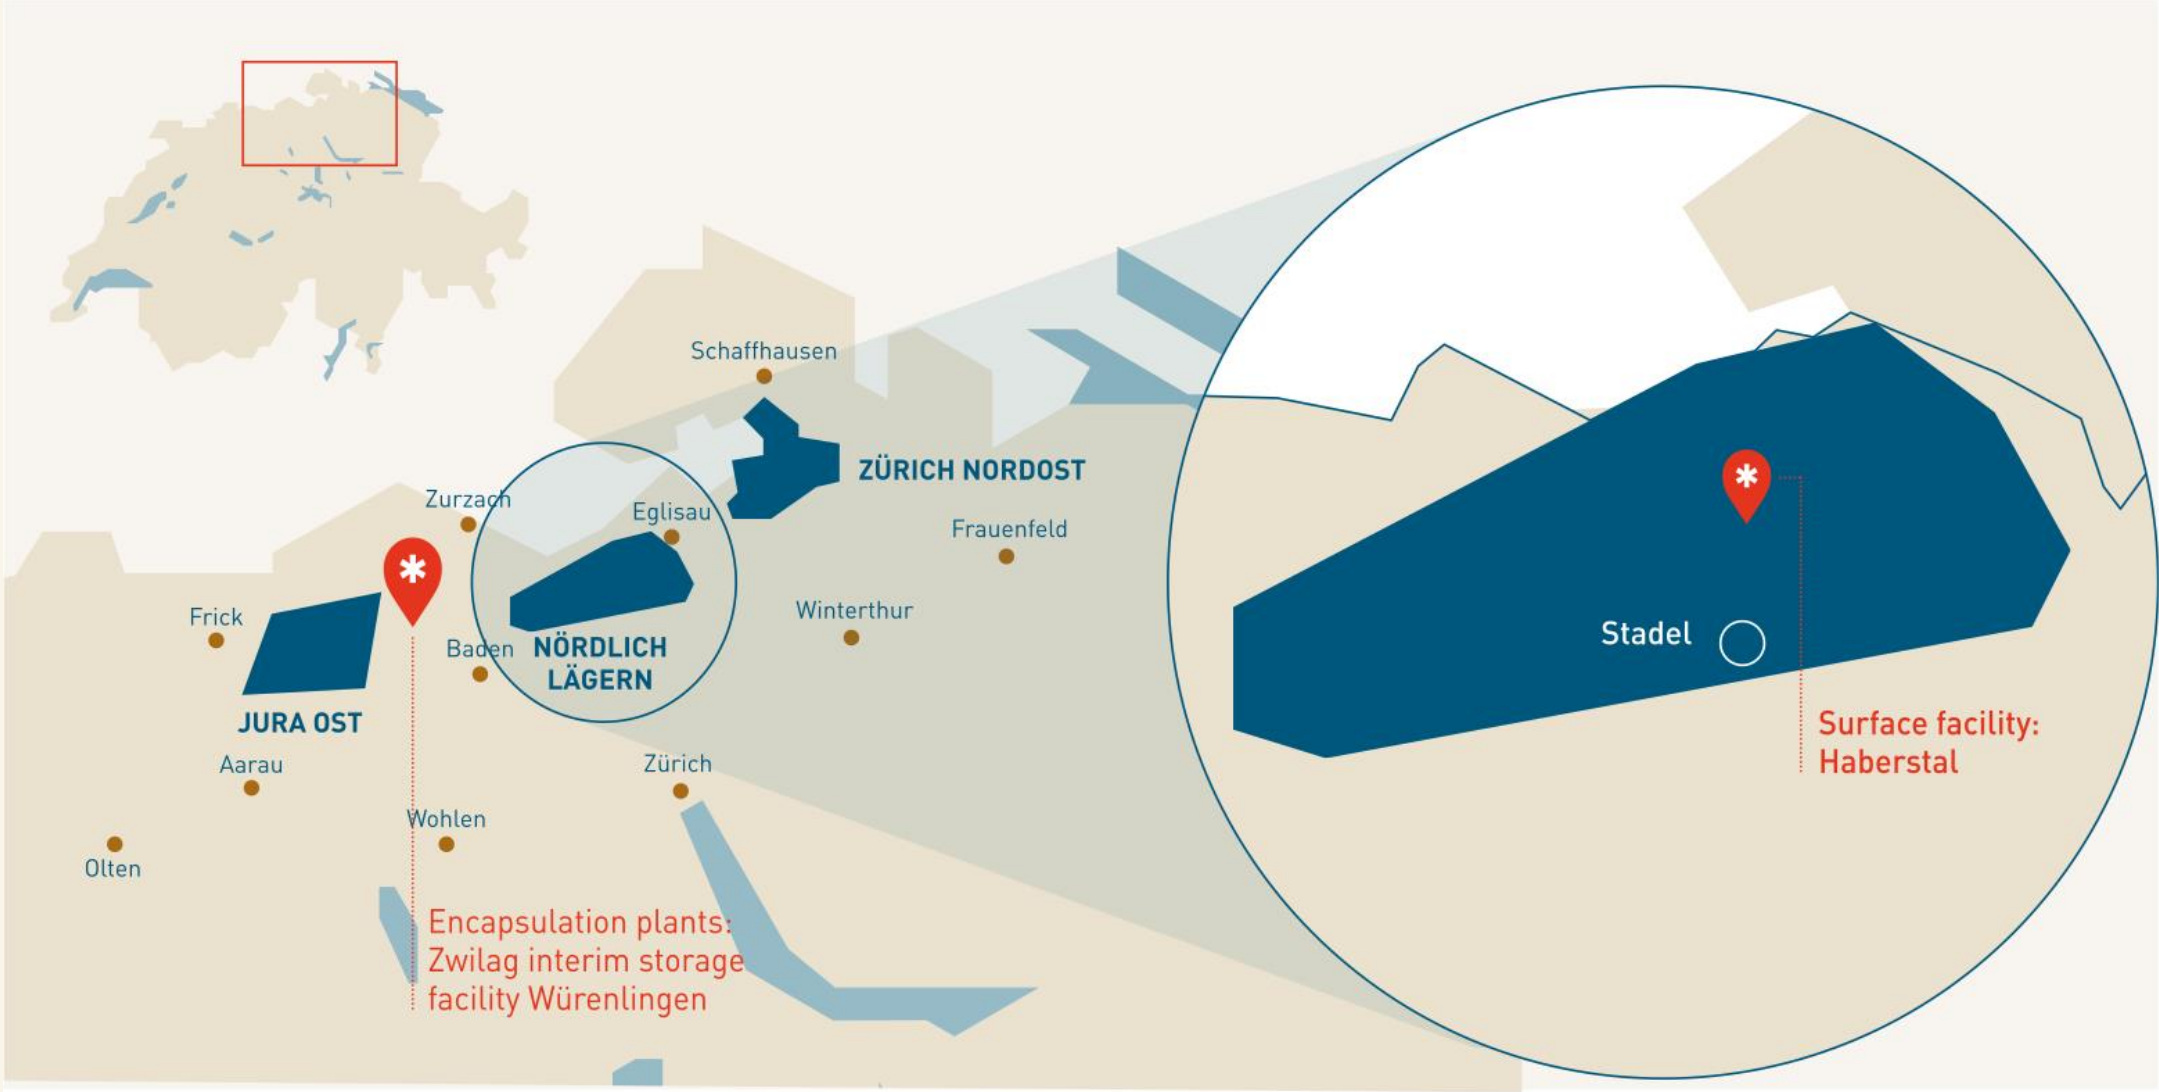 Schaffhausen
ZÜRICH NORDOST
Zurzach
Eglisau
Frauenfeld
Frick
Winterthur
Baden
NÖRDLICH
LÄGERN
JURA OST
Aarau
Zürich
Wohlen
Olten
Encapsulation plants:
Zwilag interim storage
facility Würenlingen
Stadel
Surface facility:
Haberstal